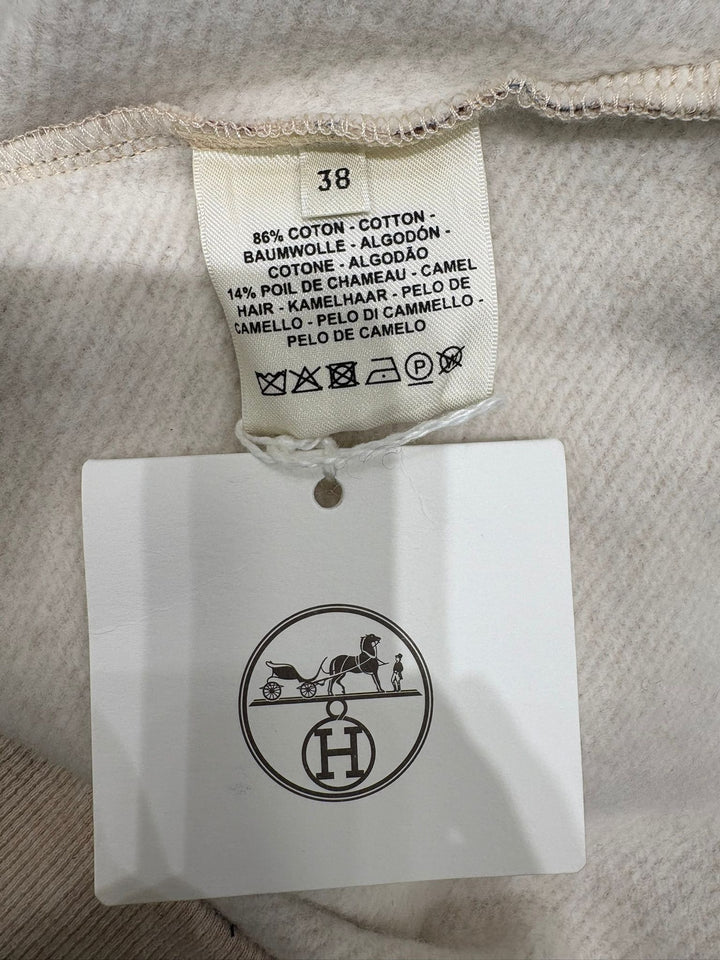 38
86% COTON - COTTON -
BAUMWOLLE - ALGODÓN -
COTONE - ALGODÃO
14% POIL DE CHAMEAU - CAMEL
HAIR - KAMELHAAR - PELO DE
CAMELLO - PELO DI CAMMELLO -
PELO DE CAMELO
P
H